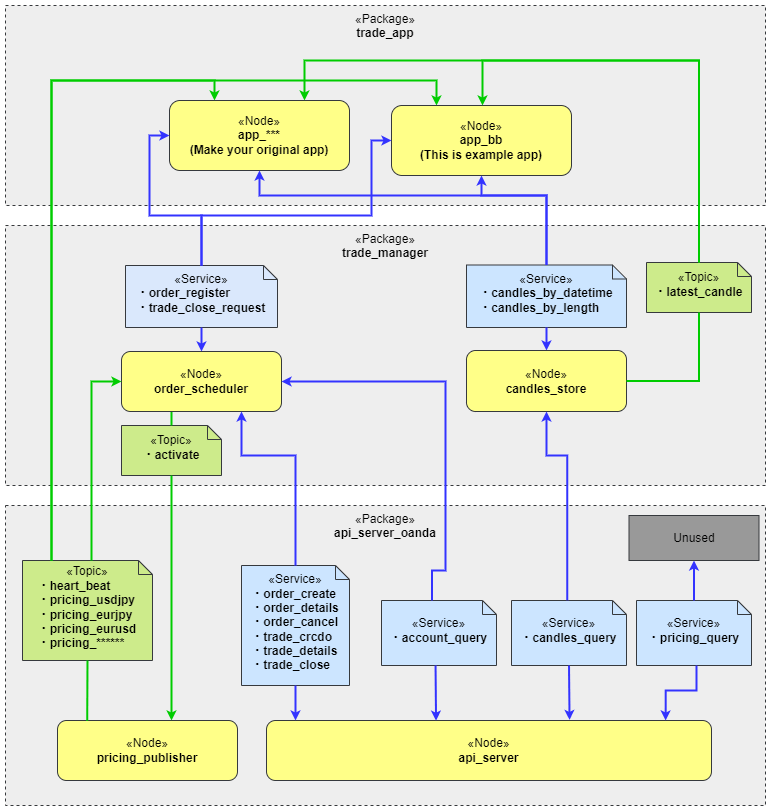 «Package»
trade_app
«Node»
app_***
(Make your original app)
«Node»
app_bb
(This is example app)
«Package»
trade_manager
«Service»
・order_register
・trade_close_request
«Service»
・candles_by_datetime
・candles_by_length
«Topic»
・latest_candle
«Node»
order_scheduler
«Node»
candles_store
«Topic»
・activate
«Package»
api_server_oanda
Unused
«Topic»
・heart_beat
・pricing_usdjpy
・pricing_eurjpy
・pricing_eurusd
・pricing_******
«Service»
・order_create
・order_details
・order_cancel
・trade_crcdo
・trade_details
・trade_close
«Service»
・account_query
«Service»
・candles_query
«Service»
・pricing_query
«Node»
pricing_publisher
«Node»
api_server